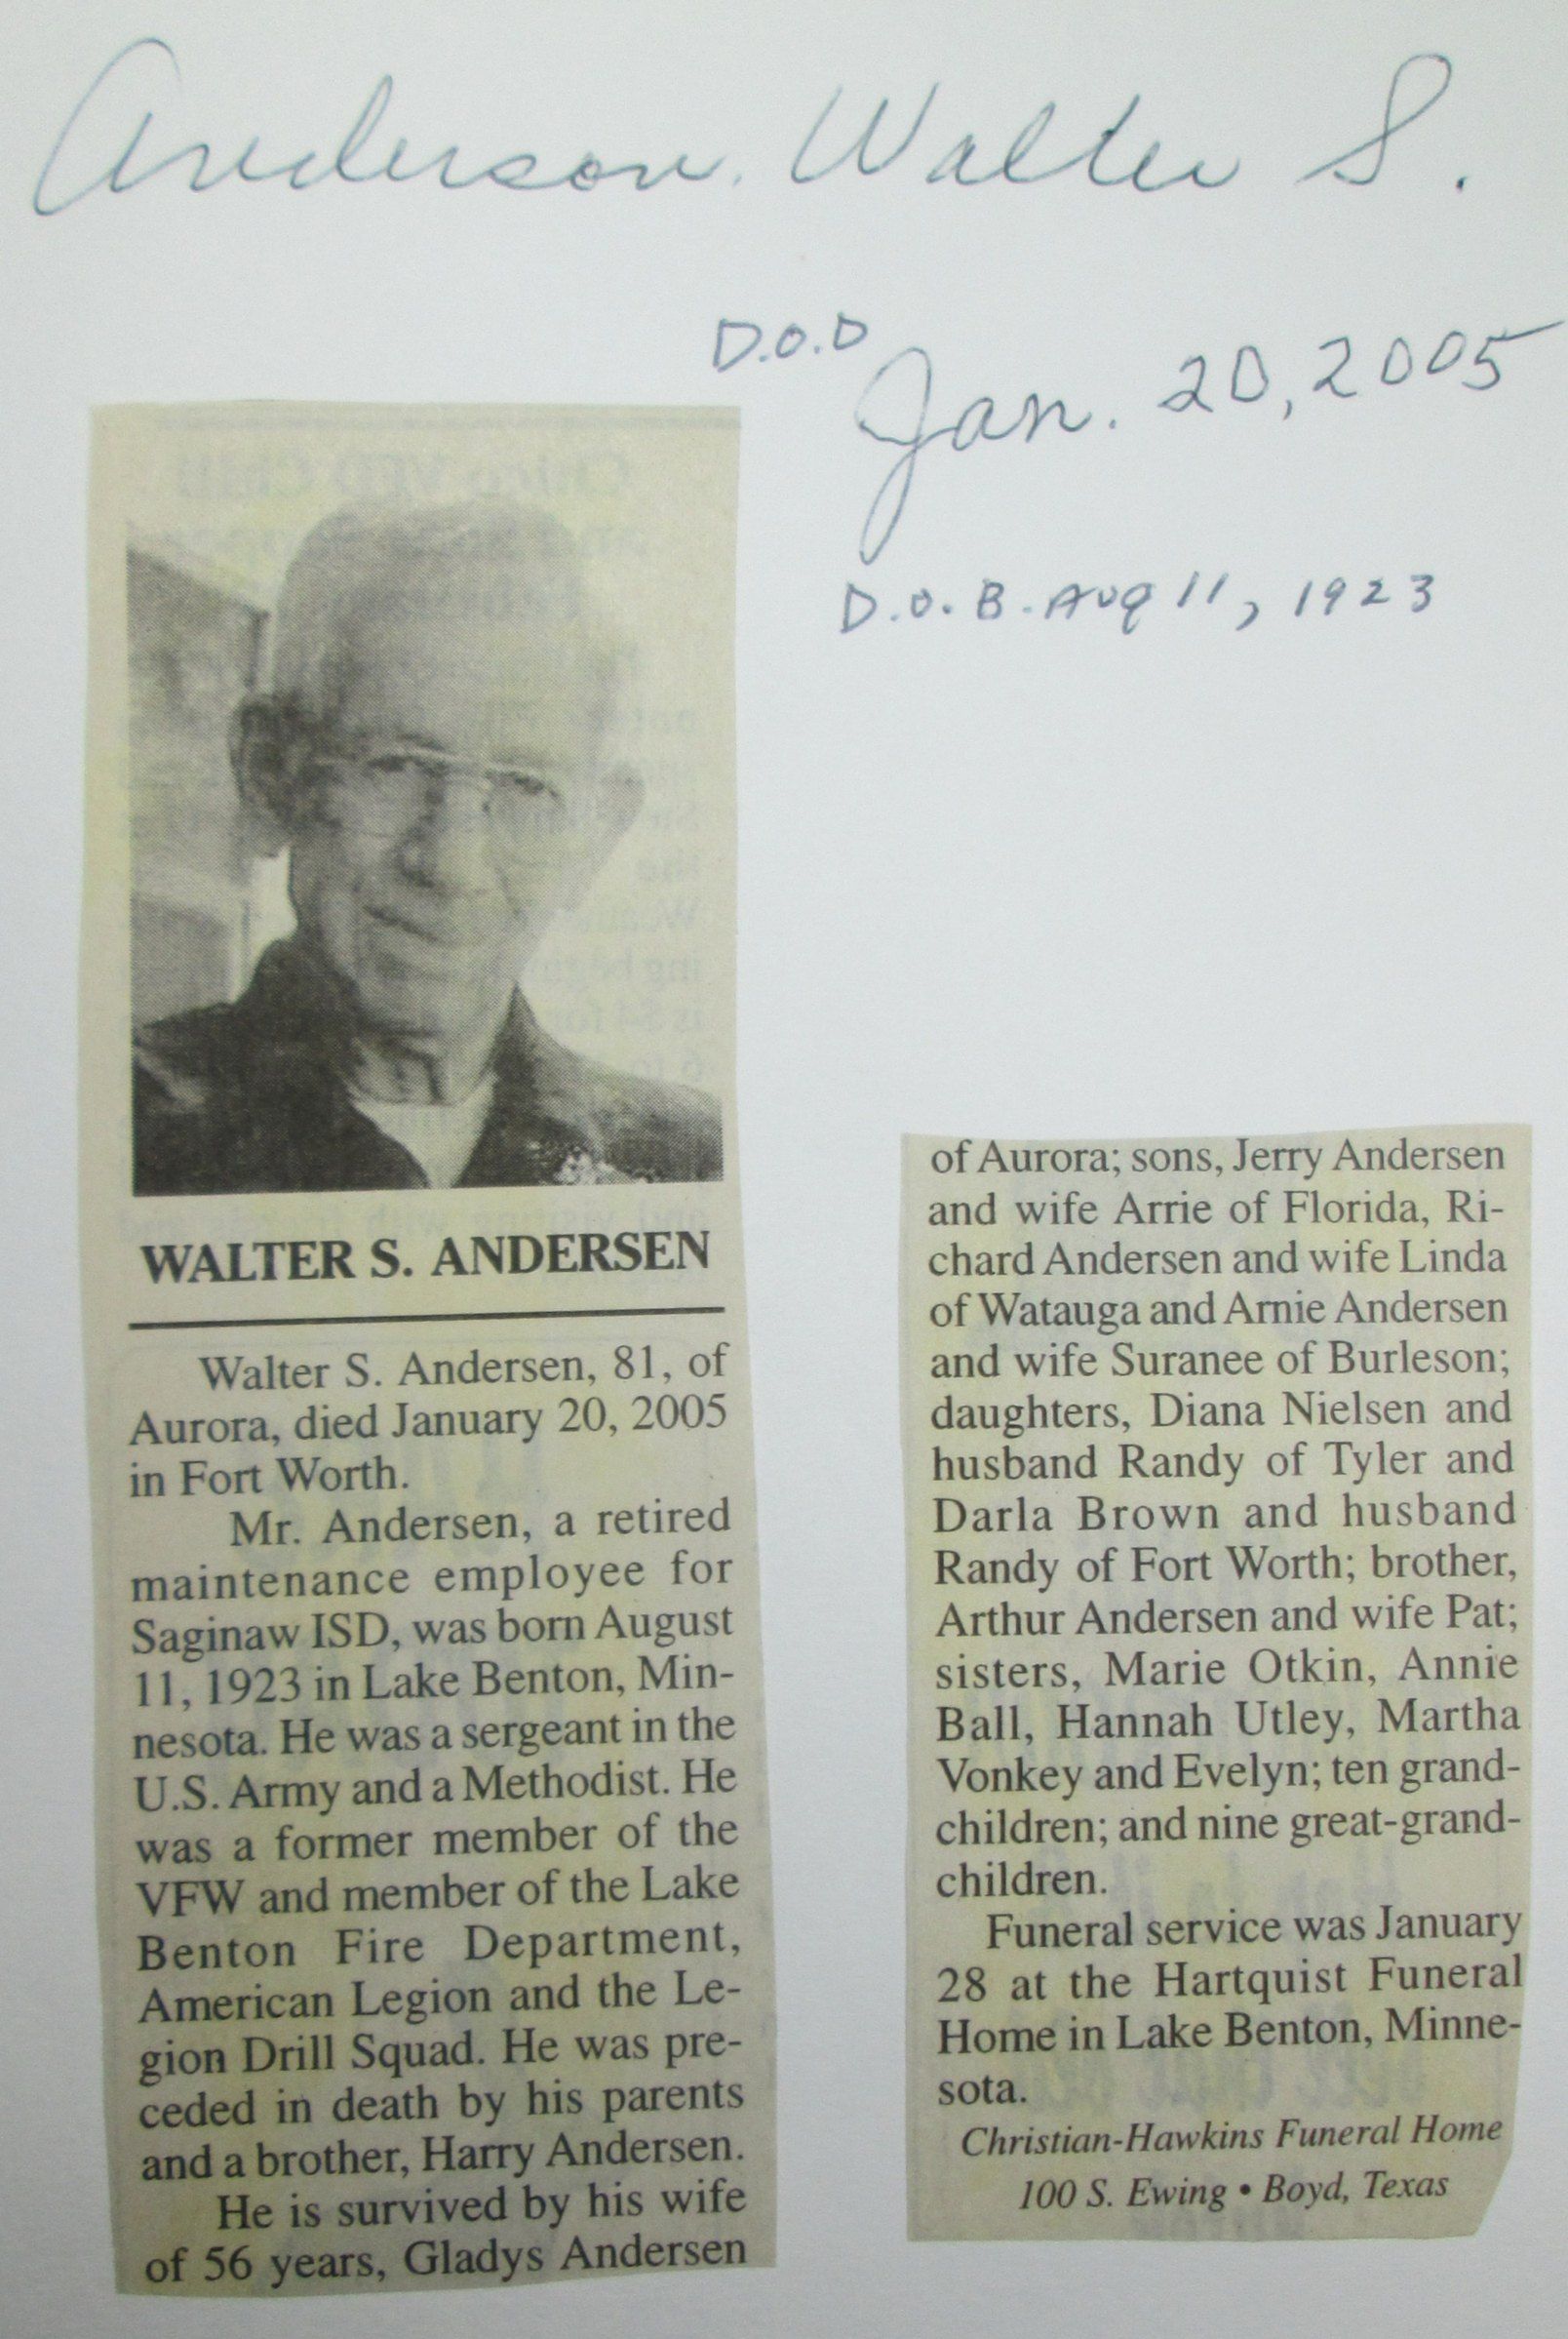 Anderson. Walter S.
D.O.D
Jan. 20, 2005
D.O.B. Aug 11, 1923
WALTER S. ANDERSEN
Walter S. Andersen, 81, of
Aurora, died January 20, 2005
in Fort Worth.
Mr. Andersen, a retired
maintenance employee for
Saginaw ISD, was born August
11, 1923 in Lake Benton, Min-
nesota. He was a sergeant in the
U.S. Army and a Methodist. He
was a former member of the
VFW and member of the Lake
Benton Fire Department,
American Legion and the Le-
gion Drill Squad. He was pre-
ceded in death by his parents
and a brother, Harry Andersen.
He is survived by his wife
of 56 years, Gladys Andersen
of Aurora; sons, Jerry Andersen
and wife Arrie of Florida, Ri-
chard Andersen and wife Linda
of Watauga and Arnie Andersen
and wife Suranee of Burleson;
daughters, Diana Nielsen and
husband Randy of Tyler and
Darla Brown and husband
Randy of Fort Worth; brother,
Arthur Andersen and wife Pat;
sisters, Marie Otkin, Annie
Ball, Hannah Utley, Martha
Vonkey and Evelyn; ten grand-
children; and nine great-grand-
children.
Funeral service was January
28 at the Hartquist Funeral
Home in Lake Benton, Minne-
sota.
Christian-Hawkins Funeral Home
100 S. Ewing • Boyd, Texas